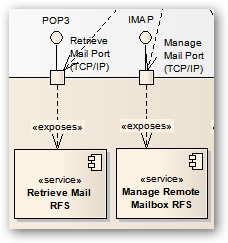 POP3
IMAP
Retrieve
Mail Port
(TCP/IP)
Manage
Mail Port
(TCP/IP)
«exposes»
«exposes»
«service»
Retrieve Mail
RFS
«service»
Manage Remote
Mailbox RFS